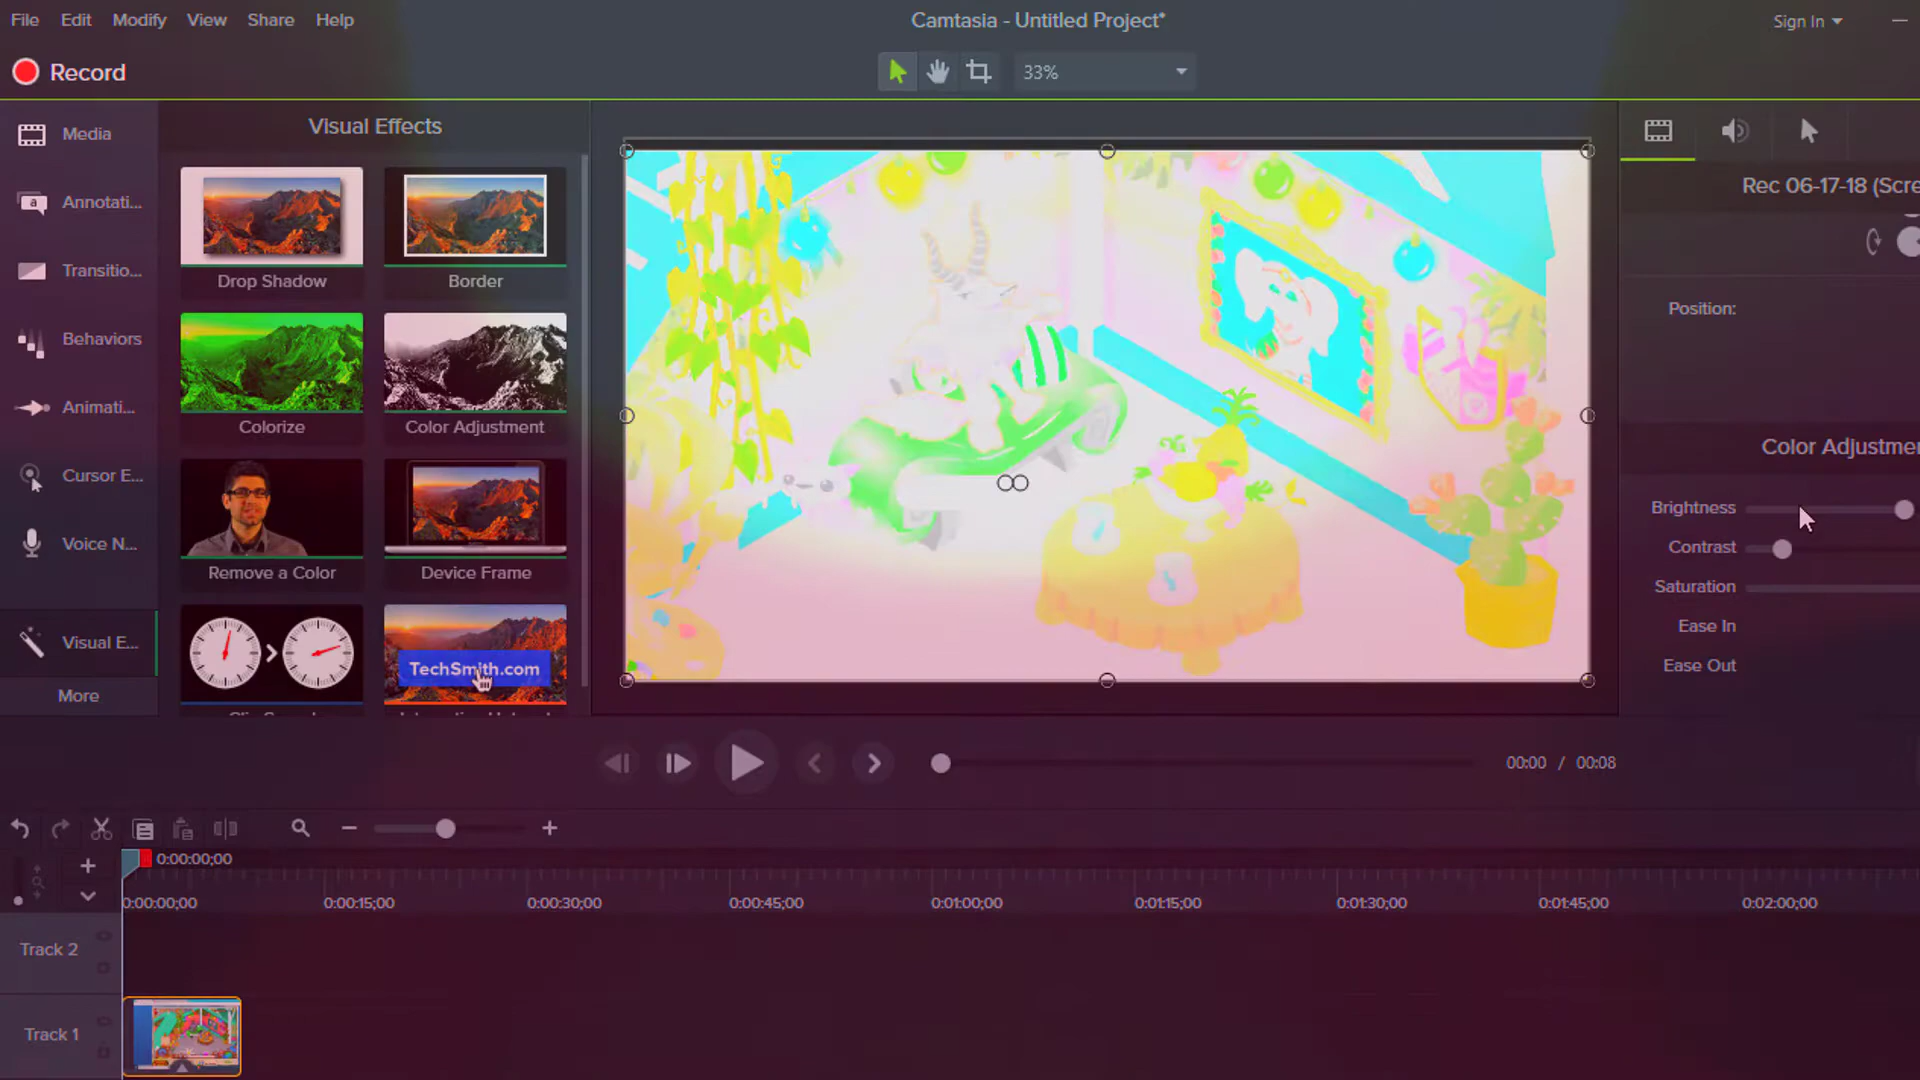 File Edit Modify View Share Help
Camtasia - Untitled Project*
Sign In
Record
33%
Media
Annotati...
Transitio...
Behaviors
Animati...
Cursor E...
Voice N...
Visual E...
More
Visual Effects
Drop Shadow
Border
Colorize
Color Adjustment
Remove a Color
Device Frame
TechSmith.com
Rec 06-17-18 (Scre
Position:
Color Adjustmen
Brightness
Contrast
Saturation
Ease In
Ease Out
00:00 / 00:08
0:00:00;00
0:00:00;00 0:00:15;00 0:00:30;00 0:00:45;00 0:01:00;00 0:01:15;00 0:01:30;00 0:01:45;00 0:02:00;00
Track 2
Track 1